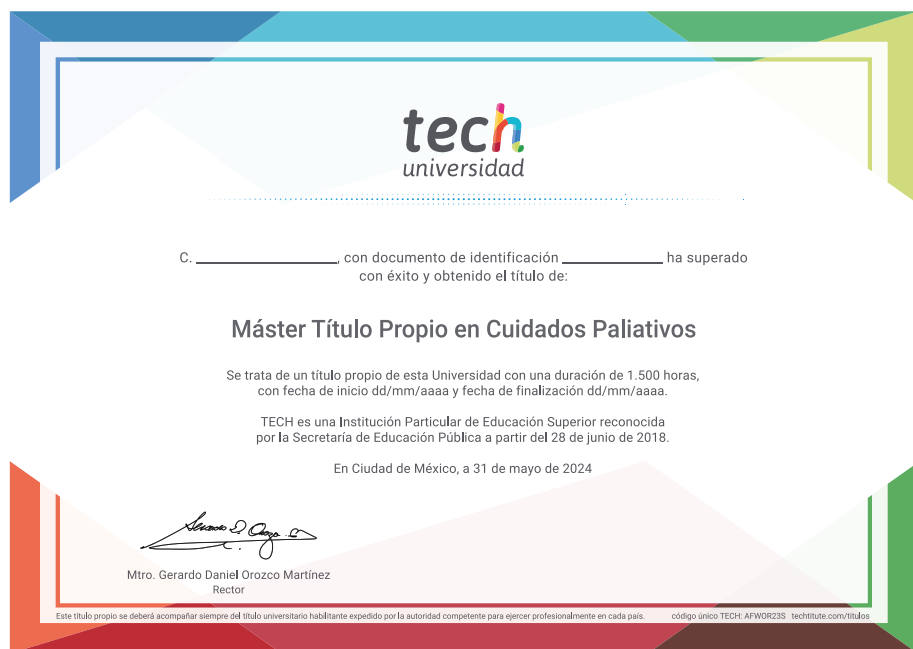 tech
universidad
C. ____________, con documento de identificación ____________ ha superado
con éxito y obtenido el título de:
Máster Título Propio en Cuidados Paliativos
Se trata de un título propio de esta Universidad con una duración de 1.500 horas,
con fecha de inicio dd/mm/aaaa y fecha de finalización dd/mm/aaaa.
TECH es una Institución Particular de Educación Superior reconocida
por la Secretaría de Educación Pública a partir del 28 de junio de 2018.
En Ciudad de México, a 31 de mayo de 2024
Mtro. Gerardo Daniel Orozco Martínez
Rector
Este título propio se deberá acompañar siempre del título universitario habilitante expedido por la autoridad competente para ejercer profesionalmente en cada país. código único TECH: AFWOR23S techtitute.com/titulos